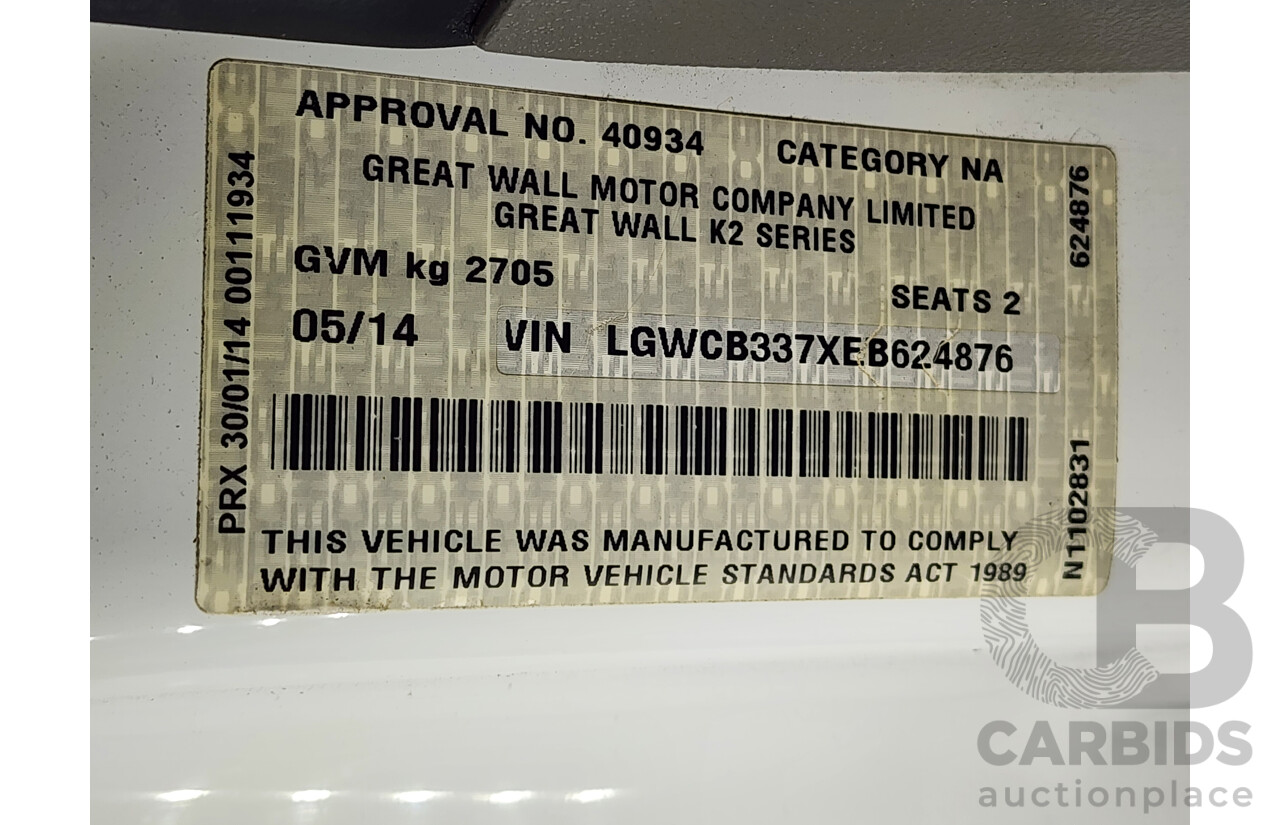 APPROVAL NO. 40934 CATEGORY NA
GREAT WALL MOTOR COMPANY LIMITED
GREAT WALL K2 SERIES
GVM kg 2705
SEATS 2
05/14 VIN LGWCB337XEB624876
THIS VEHICLE WAS MANUFACTURED TO COMPLY
WITH THE MOTOR VEHICLE STANDARDS ACT 1989
PRX 30/01/14 00111934
624876
N1102831
CB
CARBIDS
auctionplace